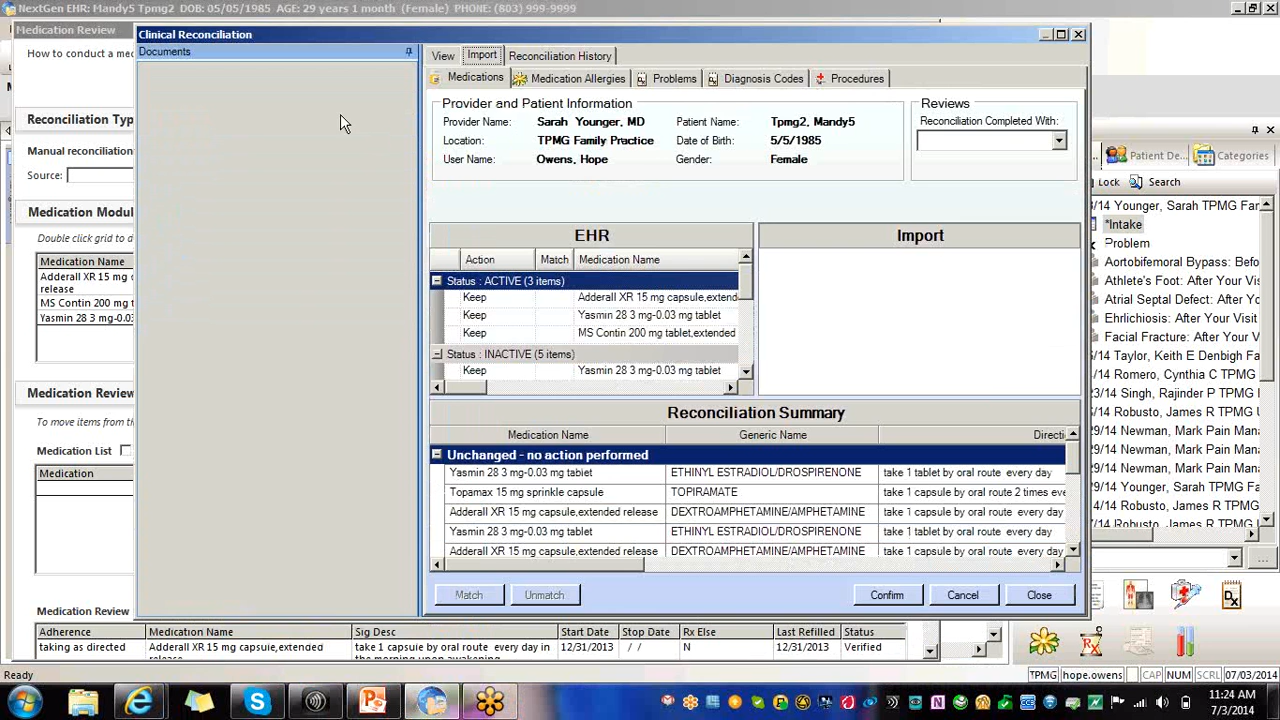 NextGen EHR: Mandy5 Tpmg2 DOB: 05/05/1985 AGE: 29 years 1 month (Female) PHONE: (803) 999-9999
Medication Review
How to conduct a med
Reconciliation Typ
Manual reconciliation
Source:
Medication Modul
Double click grid to d
Medication Name
Adderall XR 15 mg c
release
MS Contin 200 mg t
Yasmin 28 3 mg-0.03
Medication Review
To move items from th
Medication List
Medication
Medication Review
Adherence Medication Name Sig Desc Start Date Stop Date Rx Else Last Refilled Status
taking as directed Adderall XR 15 mg capsule,extended take 1 capsule by oral route every day in 12/31/2013 / / N 12/31/2013 Verified
release the morning upon awakening
Clinical Reconciliation
Documents
View Import Reconciliation History
Medications Medication Allergies Problems Diagnosis Codes Procedures
Provider and Patient Information
Provider Name: Sarah Younger, MD Patient Name: Tpmg2, Mandy5
Location: TPMG Family Practice Date of Birth: 5/5/1985
User Name: Owens, Hope Gender: Female
Reviews
Reconciliation Completed With:
EHR
Action Match Medication Name
Status : ACTIVE (3 items)
Keep Adderall XR 15 mg capsule,extend
Keep Yasmin 28 3 mg-0.03 mg tablet
Keep MS Contin 200 mg tablet,extended
Status : INACTIVE (5 items)
Keep Yasmin 28 3 mg-0.03 mg tablet
Import
Reconciliation Summary
Medication Name Generic Name Directi
Unchanged - no action performed
Yasmin 28 3 mg-0.03 mg tablet ETHINYL ESTRADIOL/DROSPIRENONE take 1 tablet by oral route every day
Topamax 15 mg sprinkle capsule TOPIRAMATE take 1 capsule by oral route 2 times eve
Adderall XR 15 mg capsule,extended release DEXTROAMPHETAMINE/AMPHETAMINE take 1 capsule by oral route every day
Yasmin 28 3 mg-0.03 mg tablet ETHINYL ESTRADIOL/DROSPIRENONE take 1 tablet by oral route every day
Adderall XR 15 mg capsule,extended release DEXTROAMPHETAMINE/AMPHETAMINE take 1 capsule by oral route every day
Match Unmatch Confirm Cancel Close
Patient De... Categories
Lock Search
3/14 Younger, Sarah TPMG Far
*Intake
Problem
Aortobifemoral Bypass: Befo
Athlete's Foot: After Your Vi
Atrial Septal Defect: After Y
Ehrlichiosis: After Your Visit
Facial Fracture: After Your V
6/14 Taylor, Keith E Denbigh Fa
4/14 Romero, Cynthia C TPMG
4/14 Singh, Rajinder P TPMG
0/14 Robusto, James R TPMG U
29/14 Newman, Mark Pain Man
29/14 Newman, Mark Pain Man
29/14 Younger, Sarah TPMG Fa
4/14 Robusto, James R TPMG
7/14 Robusto, James R TPMG
...
Ready
TPMG hope.owens CAP NUM SCRL 07/03/2014
11:24 AM
7/3/2014